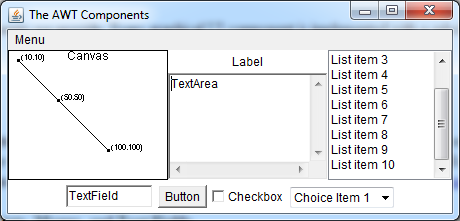 The AWT Components
Menu
Canvas
(10.10)
(50.50)
(100.100)
Label
TextArea
List item 3
List item 4
List item 5
List item 6
List item 7
List item 8
List item 9
List item 10
TextField
Button
Checkbox
Choice Item 1